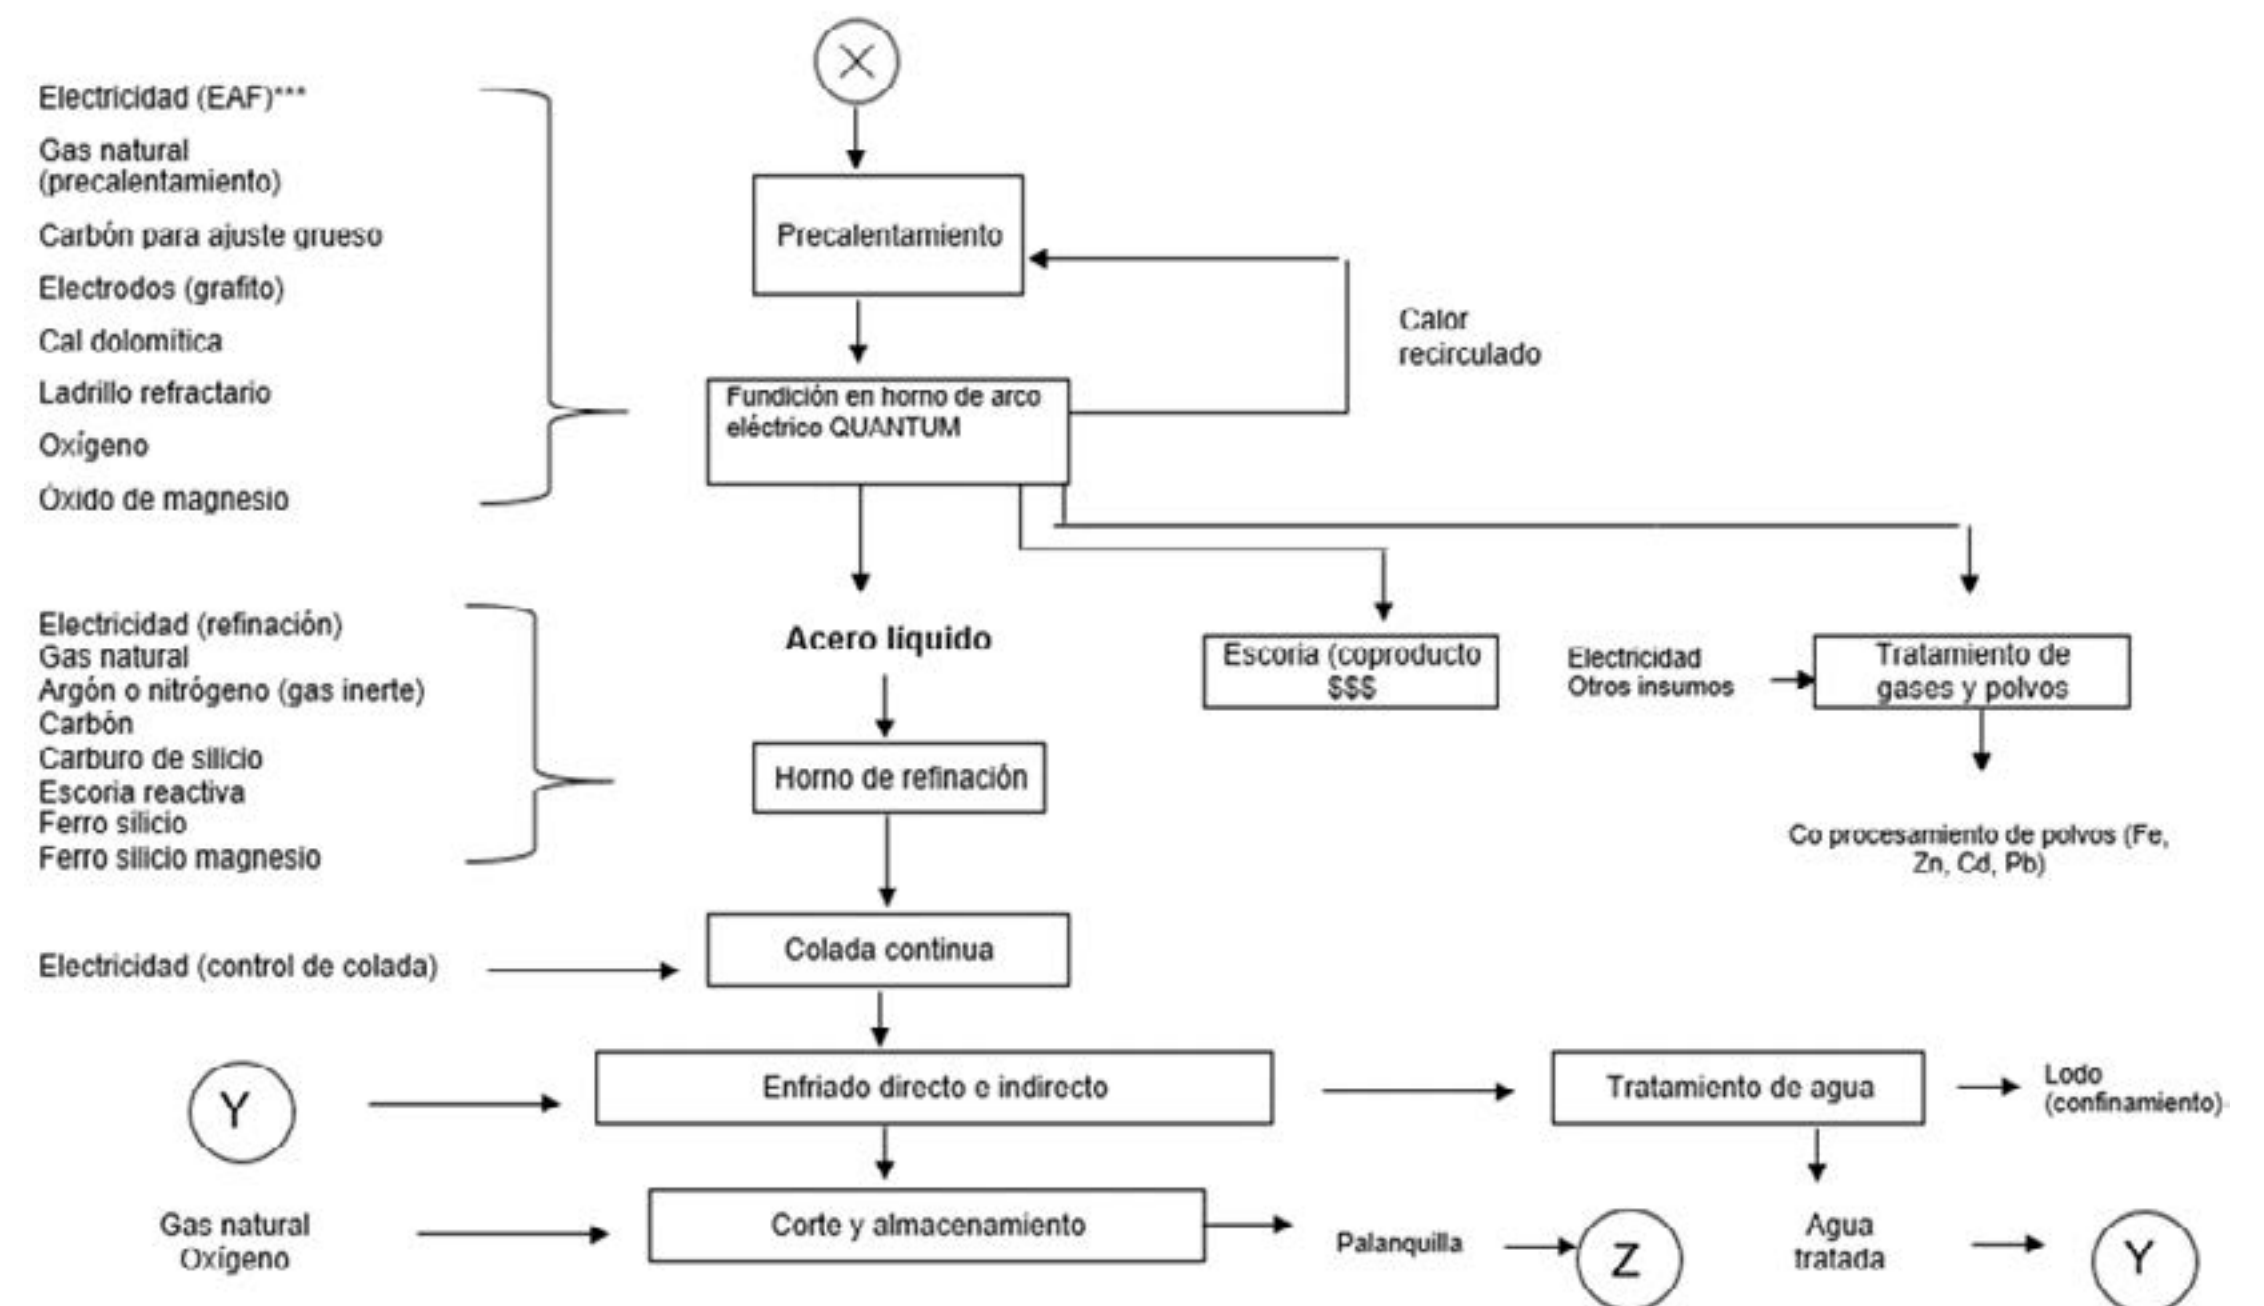 X
Electricidad (EAF)***
Gas natural
(precalentamiento)
Carbón para ajuste grueso
Electrodos (grafito)
Cal dolomítica
Ladrillo refractario
Oxígeno
Óxido de magnesio
Precalentamiento
Calor
recirculado
Fundición en horno de arco
eléctrico QUANTUM
Acero líquido
Escoria (coproducto
$$$
Electricidad
Otros insumos
Tratamiento de
gases y polvos
Co procesamiento de polvos (Fe,
Zn, Cd, Pb)
Electricidad (refinación)
Gas natural
Argón o nitrógeno (gas inerte)
Carbón
Carburo de silicio
Escoria reactiva
Ferro silicio
Ferro silicio magnesio
Horno de refinación
Electricidad (control de colada)
Colada continua
Y
Enfriado directo e indirecto
Tratamiento de agua
Lodo
(confinamiento)
Gas natural
Oxígeno
Corte y almacenamiento
Palanquilla
Z
Agua
tratada
Y